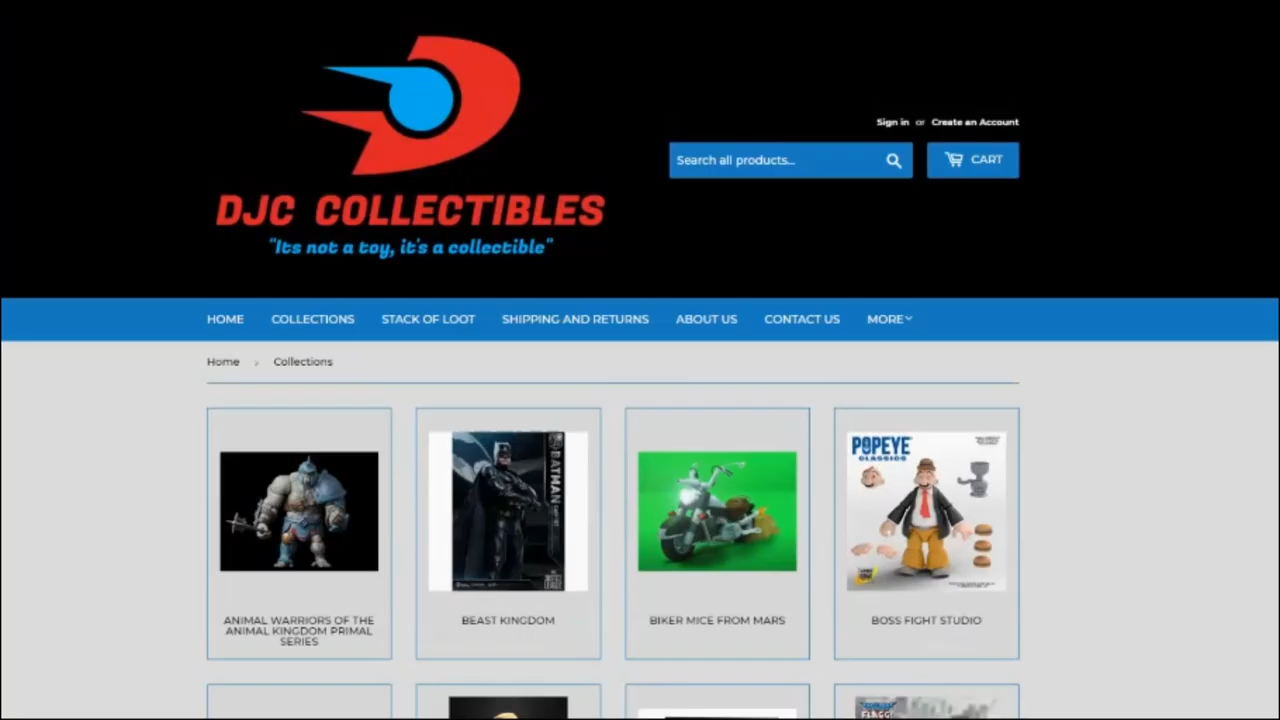 Sign in or Create an Account
Search all products...
CART
DJC COLLECTIBLES
"Its not a toy, it's a collectible"
HOME COLLECTIONS STACK OF LOOT SHIPPING AND RETURNS ABOUT US CONTACT US MORE
Home › Collections
BATMAN
POPEYE
CLASSICS
ANIMAL WARRIORS OF THE
ANIMAL KINGDOM PRIMAL
SERIES
BEAST KINGDOM
BIKER MICE FROM MARS
BOSS FIGHT STUDIO